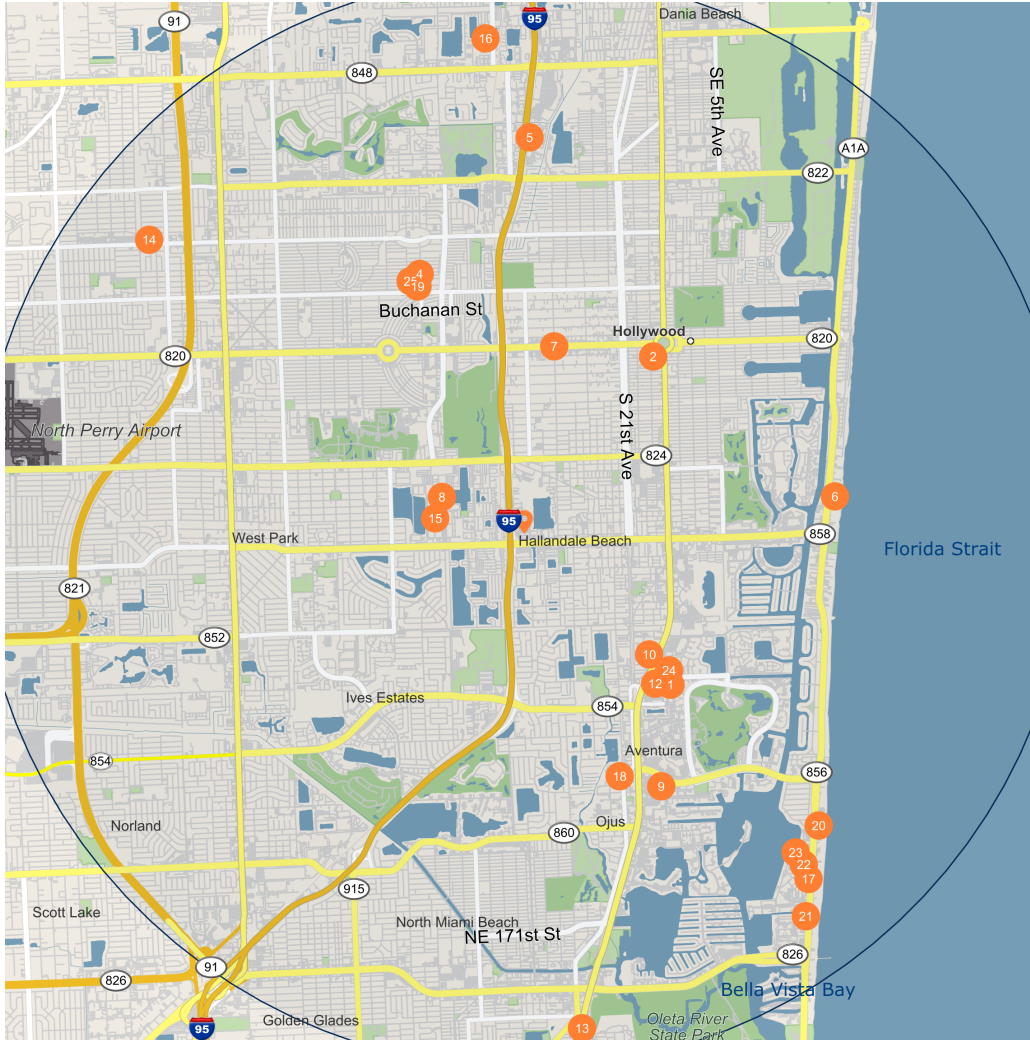 91
95
Dania Beach
16
848
SE 5th Ave
5
A1A
822
14
4
25
19
Buchanan St
Hollywood
820
7
2
820
North Perry Airport
S 21st Ave
824
8
6
15
95
West Park
Hallandale Beach
858
Florida Strait
821
852
10
24
12
1
Ives Estates
854
Aventura
854
18
9
856
Norland
Ojus
860
20
23
22
17
915
Scott Lake
North Miami Beach
21
NE 171st St
826
91
826
Bella Vista Bay
Golden Glades
95
13
Oleta River
State Park